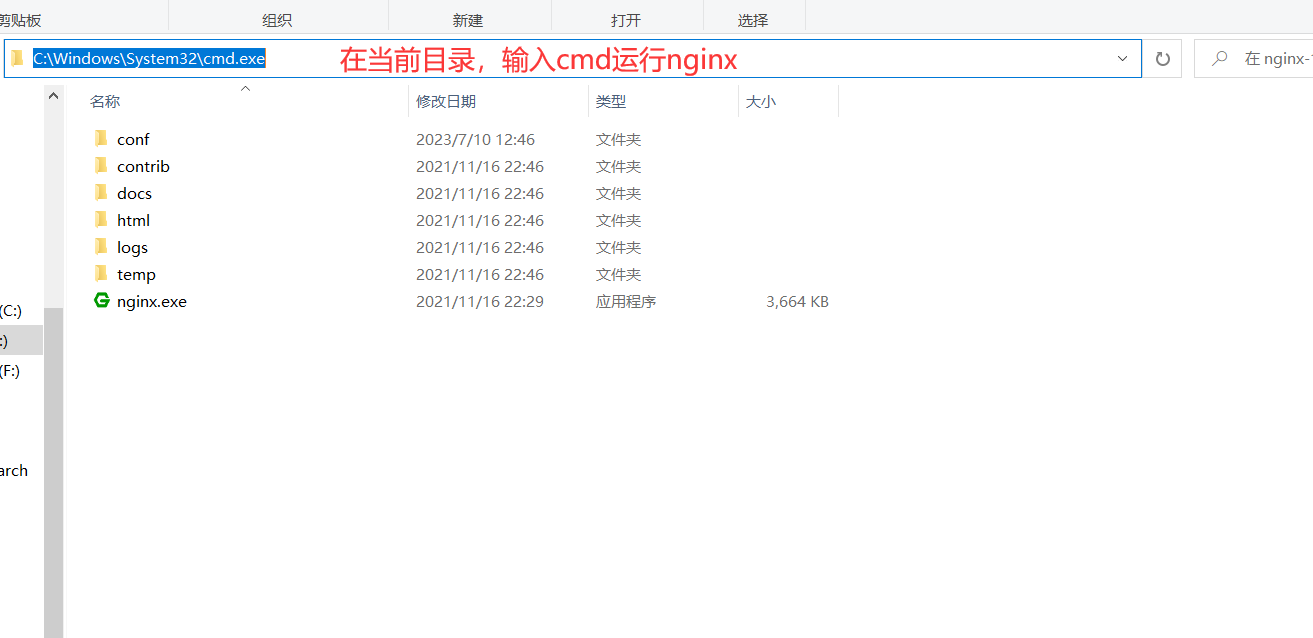 剪贴板 组织 新建 打开 选择
C:\Windows\System32\cmd.exe 在当前目录，输入cmd运行nginx 在 nginx-
名称 修改日期 类型 大小
conf 2023/7/10 12:46 文件夹
contrib 2021/11/16 22:46 文件夹
docs 2021/11/16 22:46 文件夹
html 2021/11/16 22:46 文件夹
logs 2021/11/16 22:46 文件夹
temp 2021/11/16 22:46 文件夹
nginx.exe 2021/11/16 22:29 应用程序 3,664 KB
(C:)
:)
(F:)
arch